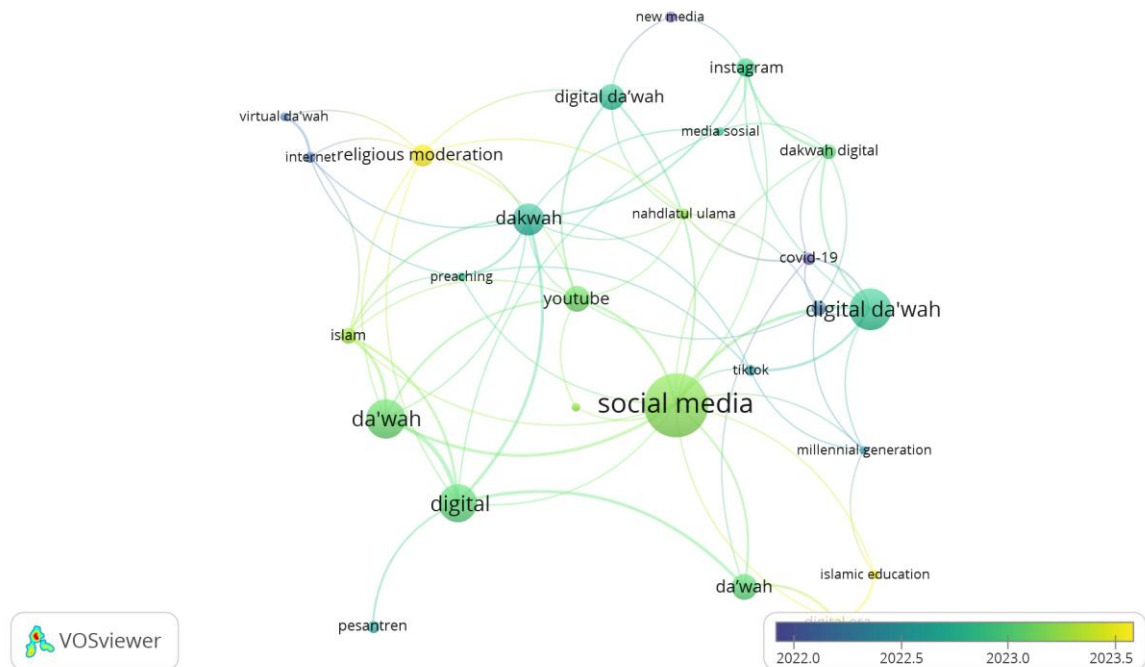 new media
instagram
digital da’wah
virtual da'wah
media sosial
internet
religious moderation
dakwah digital
nahdlatul ulama
dakwah
covid-19
preaching
youtube
digital da'wah
islam
tiktok
social media
da'wah
millennial generation
digital
islamic education
da’wah
digital era
pesantren
VOSviewer
2022.0 2022.5 2023.0 2023.5